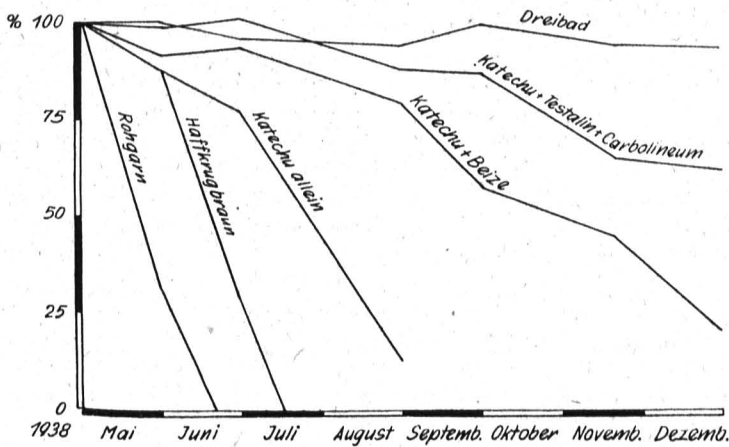 % 100
75
50
25
0
Dreibad
Katechu + Testalin + Carbolineum
Katechu + Beize
Katechu allein
Haffkrugbraun
Rohgarn
1938 Mai Juni Juli August Septemb. Oktober Novemb. Dezemb.